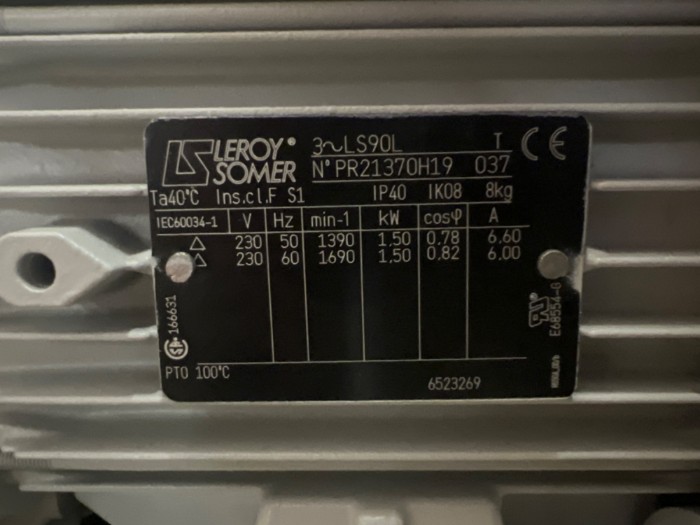 LEROY® SOMER
3~LS90L T CE
N° PR21370H19 037
Ta40°C Ins.cl.F S1 IP40 IK08 8kg
IEC60034-1 V Hz min-1 kW cosφ A
△ 230 50 1390 1.50 0.78 6.60
△ 230 60 1690 1.50 0.82 6.00
166631
E68554-G
PTO 100°C
6523269